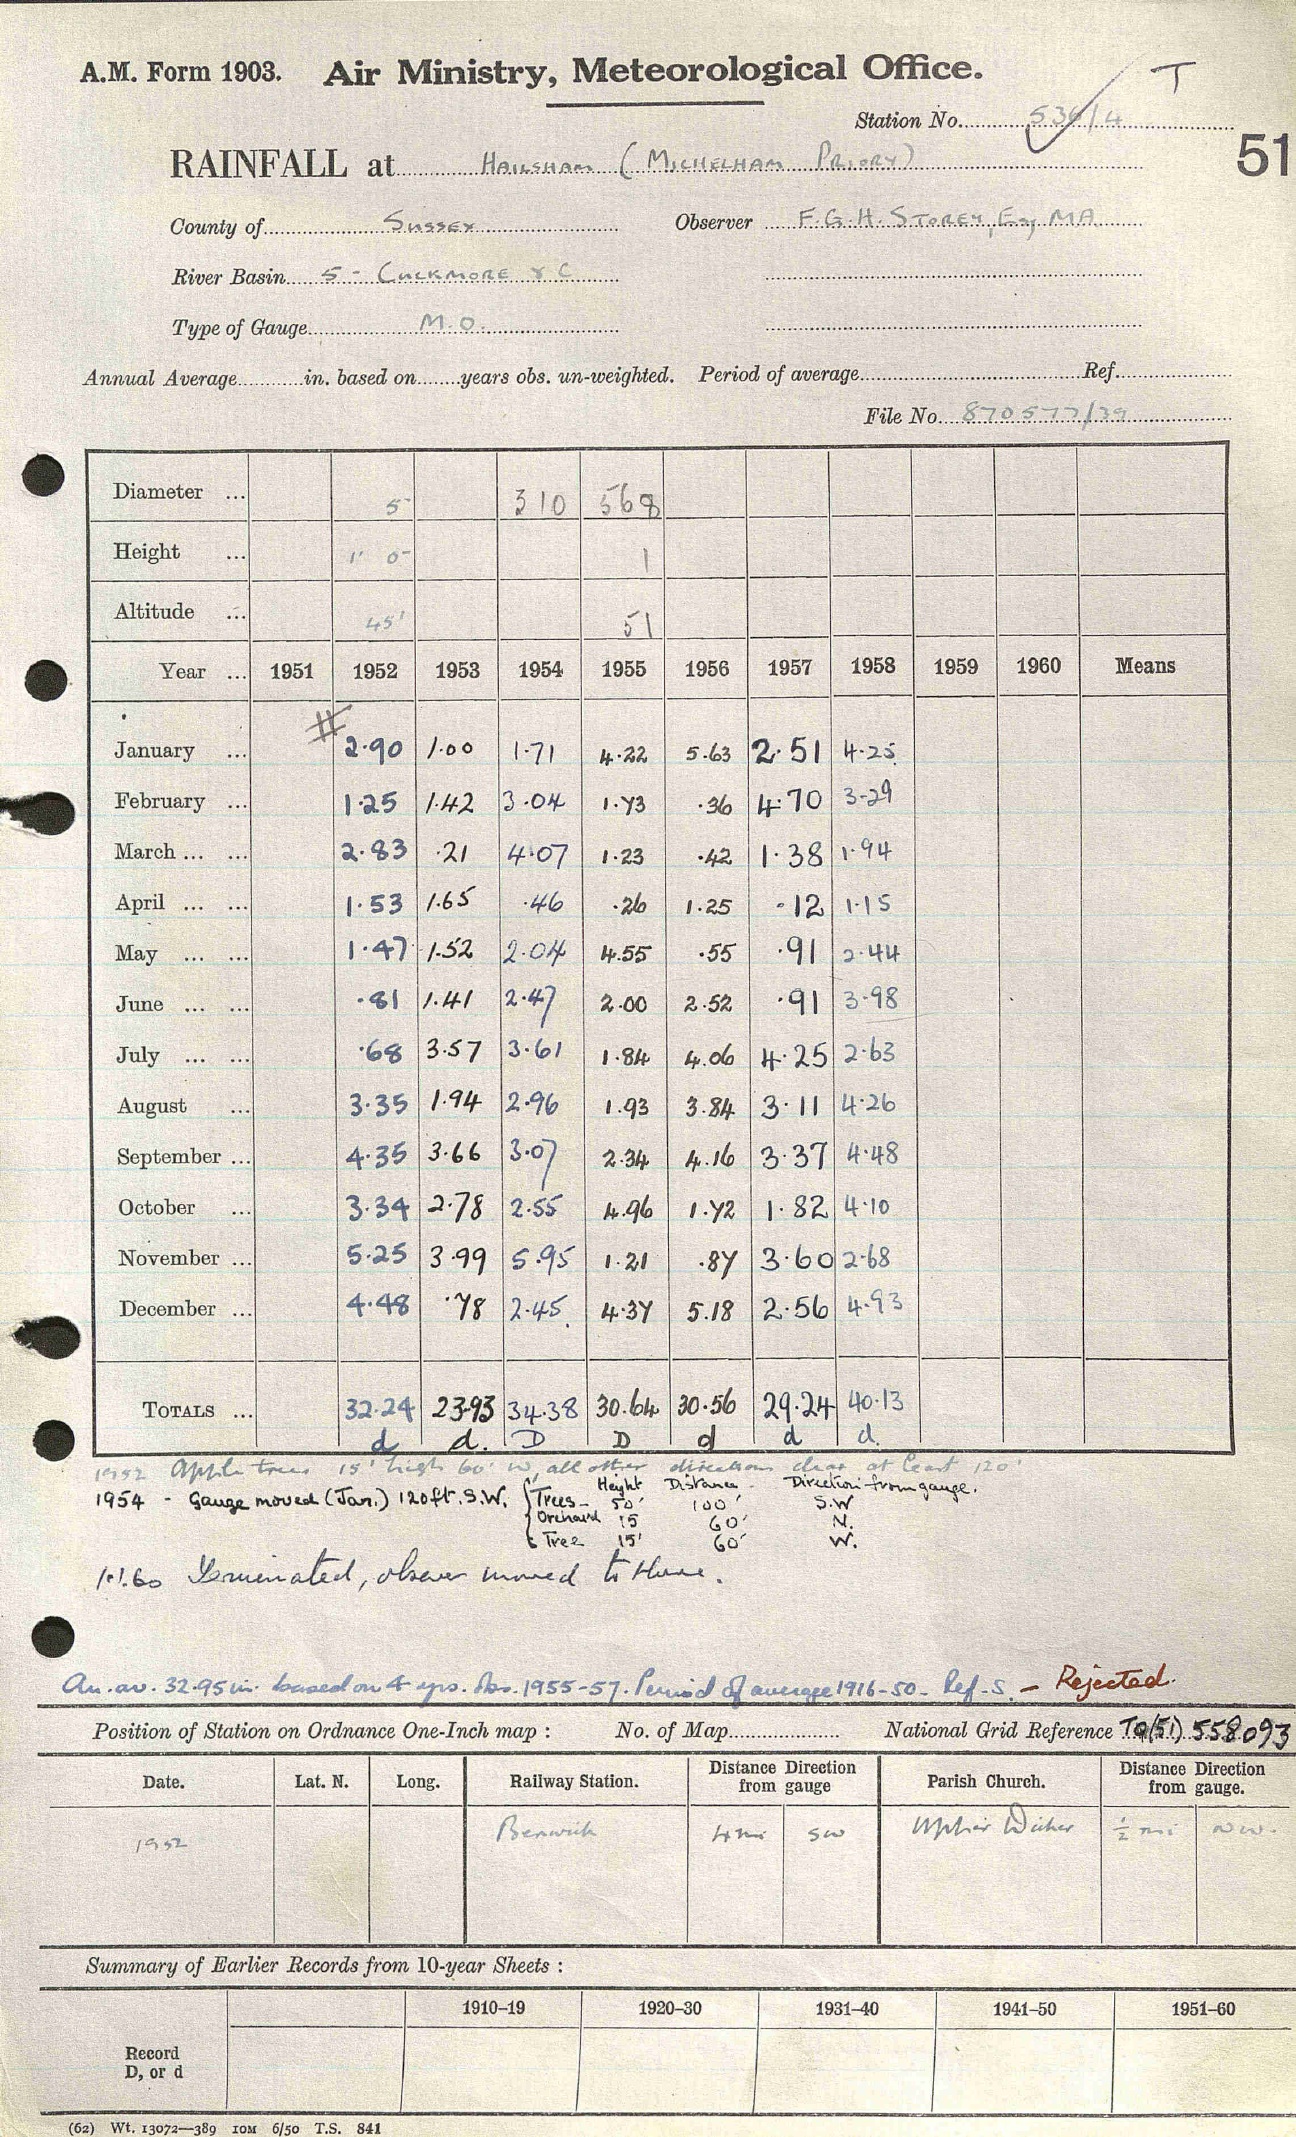 A.M. Form 1903. Air Ministry, Meteorological Office. T
Station No. 536/4
51
RAINFALL at HAILSHAM (MICHELHAM PRIORY)
County of SUSSEX Observer F.G.H. STOREY, Esq, MA
River Basin 5 - CUCKMORE & C
Type of Gauge M.O.
Annual Average in. based on years obs. un-weighted. Period of average Ref.
File No. 870577/39
Diameter ... 5 310 568
Height ... 1' 0" 1
Altitude ... 45' 51
Year ... 1951 1952 1953 1954 1955 1956 1957 1958 1959 1960 Means
#
January ... 2.90 1.00 1.71 4.22 5.63 2.51 4.25
February ... 1.25 1.42 3.04 1.73 .36 4.70 3.29
March ... ... 2.83 .21 4.07 1.23 .42 1.38 1.94
April ... ... 1.53 1.65 .46 .26 1.25 .12 1.15
May ... ... 1.47 1.52 2.04 4.55 .55 .91 2.44
June ... ... .81 1.41 2.47 2.00 2.52 .91 3.98
July ... ... .68 3.57 3.61 1.84 4.06 4.25 2.63
August ... 3.35 1.94 2.96 1.93 3.84 3.11 4.26
September ... 4.35 3.66 3.07 2.34 4.16 3.37 4.48
October ... 3.34 2.78 2.55 4.96 1.72 1.82 4.10
November ... 5.25 3.99 5.95 1.21 .87 3.60 2.68
December ... 4.48 .78 2.45 4.37 5.18 2.56 4.93
TOTALS ... 32.24 23.93 34.38 30.64 30.56 29.24 40.13
d d. D D d d d.
1952 Apple trees 15' high 60' W, all other directions clear at least 120'
Height Distance Direction from gauge.
1954 - Gauge moved (Jan.) 120ft. S.W. Trees - 50' 100' S.W
Orchard 15 60' N.
Tree 15' 60' W.
1.1.60 Terminated, observer moved to
An. av. 32.95 in. based on 4 yrs. obs. 1955-57. Period of average 1916-50 - Ref. S. - Rejected.
Position of Station on Ordnance One-Inch map : No. of Map National Grid Reference TQ(51) 558093
Date. Lat. N. Long. Railway Station. Distance Direction from gauge Parish Church. Distance Direction from gauge.
1952 Berwick 4 mi SW Upper Dicker ½ mi NW.
Summary of Earlier Records from 10-year Sheets :
1910–19 1920–30 1931–40 1941–50 1951–60
Record
D, or d
(62) Wt. 13072—389 10M 6/50 T.S. 841